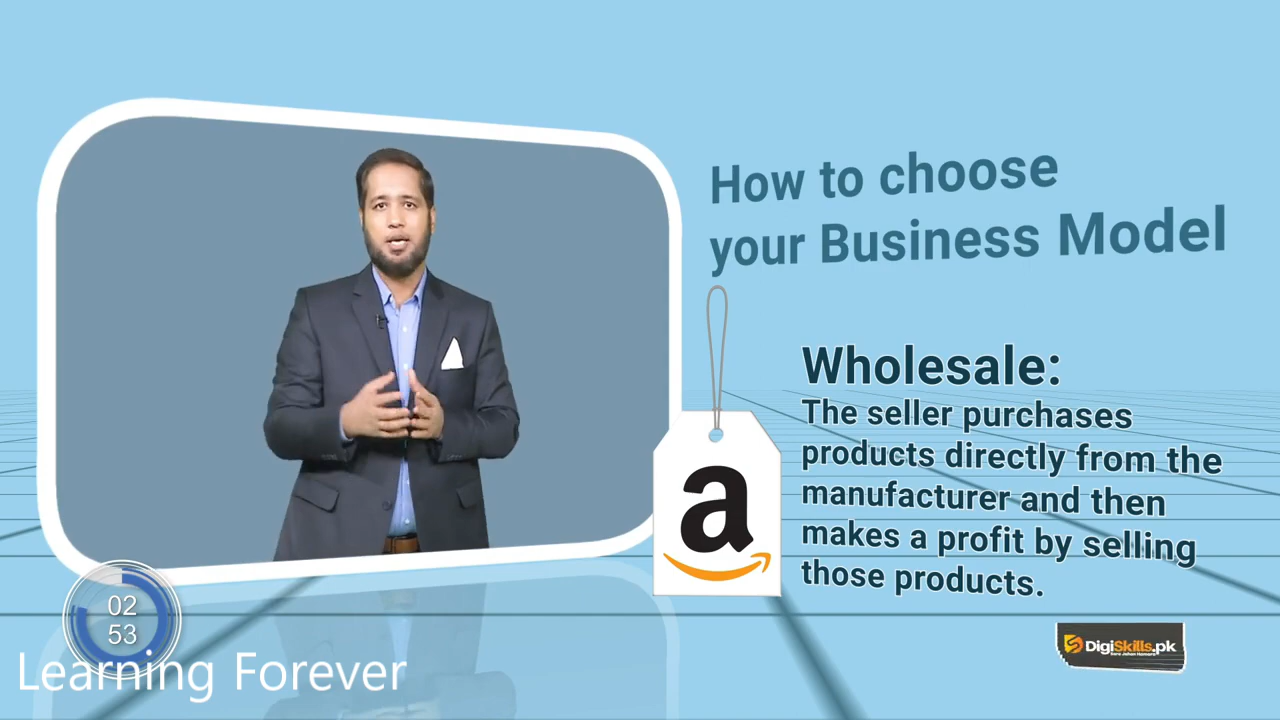 How to choose
your Business Model
Wholesale:
The seller purchases
products directly from the
manufacturer and then
makes a profit by selling
those products.
a
02
53
Learning Forever
DigiSkills.pk